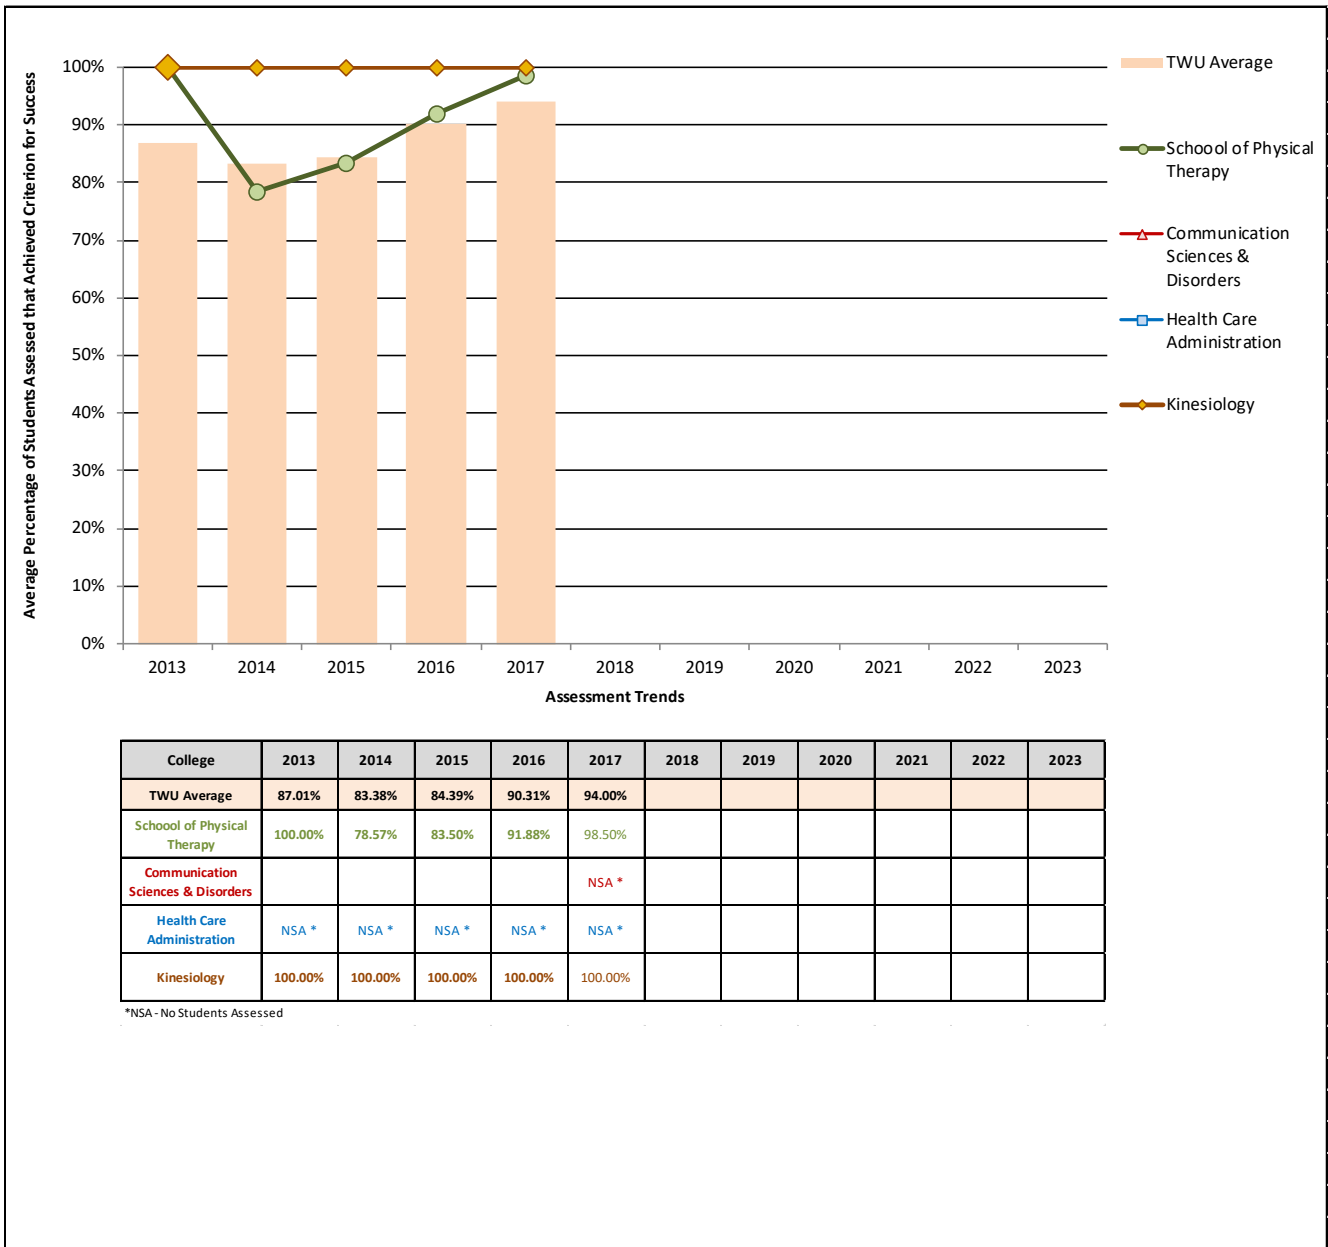 Average Percentage of Students Assessed that Achieved Criterion for Success
100%
90%
80%
70%
60%
50%
40%
30%
20%
10%
0%
2013 2014 2015 2016 2017 2018 2019 2020 2021 2022 2023
Assessment Trends
TWU Average
Schoool of Physical
Therapy
Communication
Sciences &
Disorders
Health Care
Administration
Kinesiology
College 2013 2014 2015 2016 2017 2018 2019 2020 2021 2022 2023
TWU Average 87.01% 83.38% 84.39% 90.31% 94.00%
Schoool of Physical
Therapy 100.00% 78.57% 83.50% 91.88% 98.50%
Communication
Sciences & Disorders NSA *
Health Care
Administration NSA * NSA * NSA * NSA * NSA *
Kinesiology 100.00% 100.00% 100.00% 100.00% 100.00%
*NSA - No Students Assessed